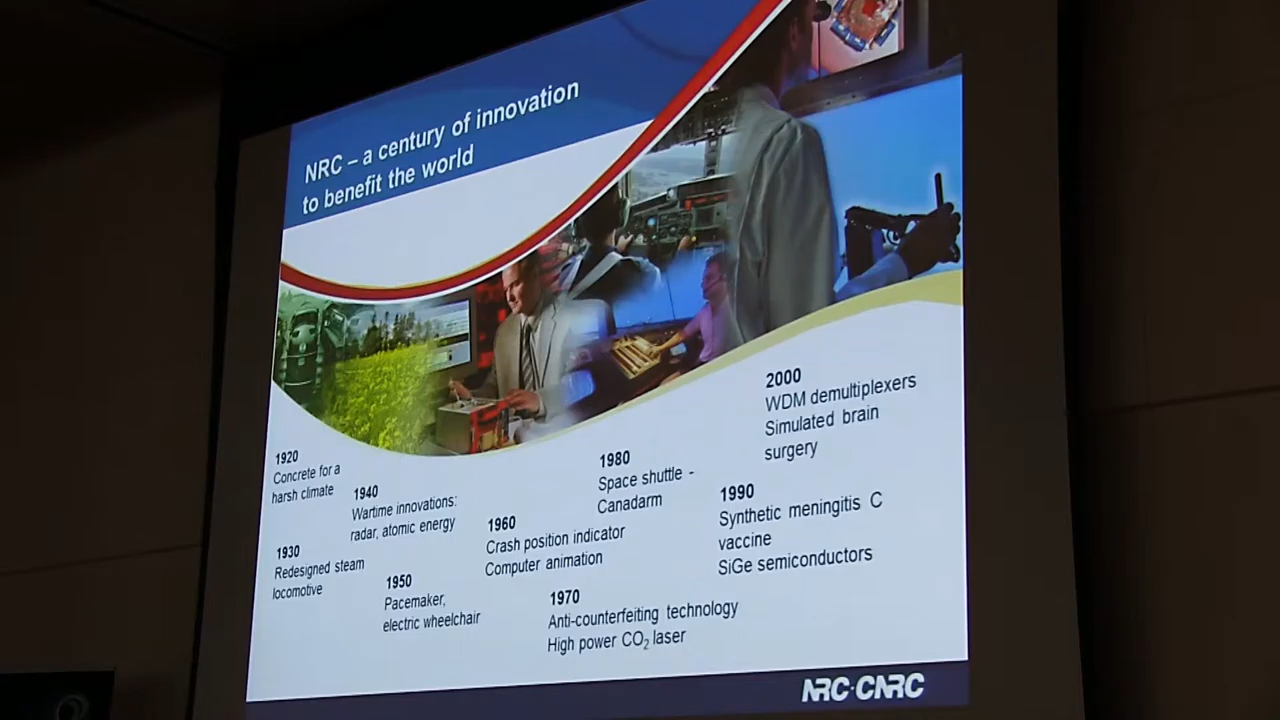 NRC – a century of innovation
to benefit the world
1920
Concrete for a
harsh climate
1930
Redesigned steam
locomotive
1940
Wartime innovations:
radar, atomic energy
1950
Pacemaker,
electric wheelchair
1960
Crash position indicator
Computer animation
1970
Anti-counterfeiting technology
High power CO₂ laser
1980
Space shuttle -
Canadarm
1990
Synthetic meningitis C
vaccine
SiGe semiconductors
2000
WDM demultiplexers
Simulated brain
surgery
NRC·CNRC